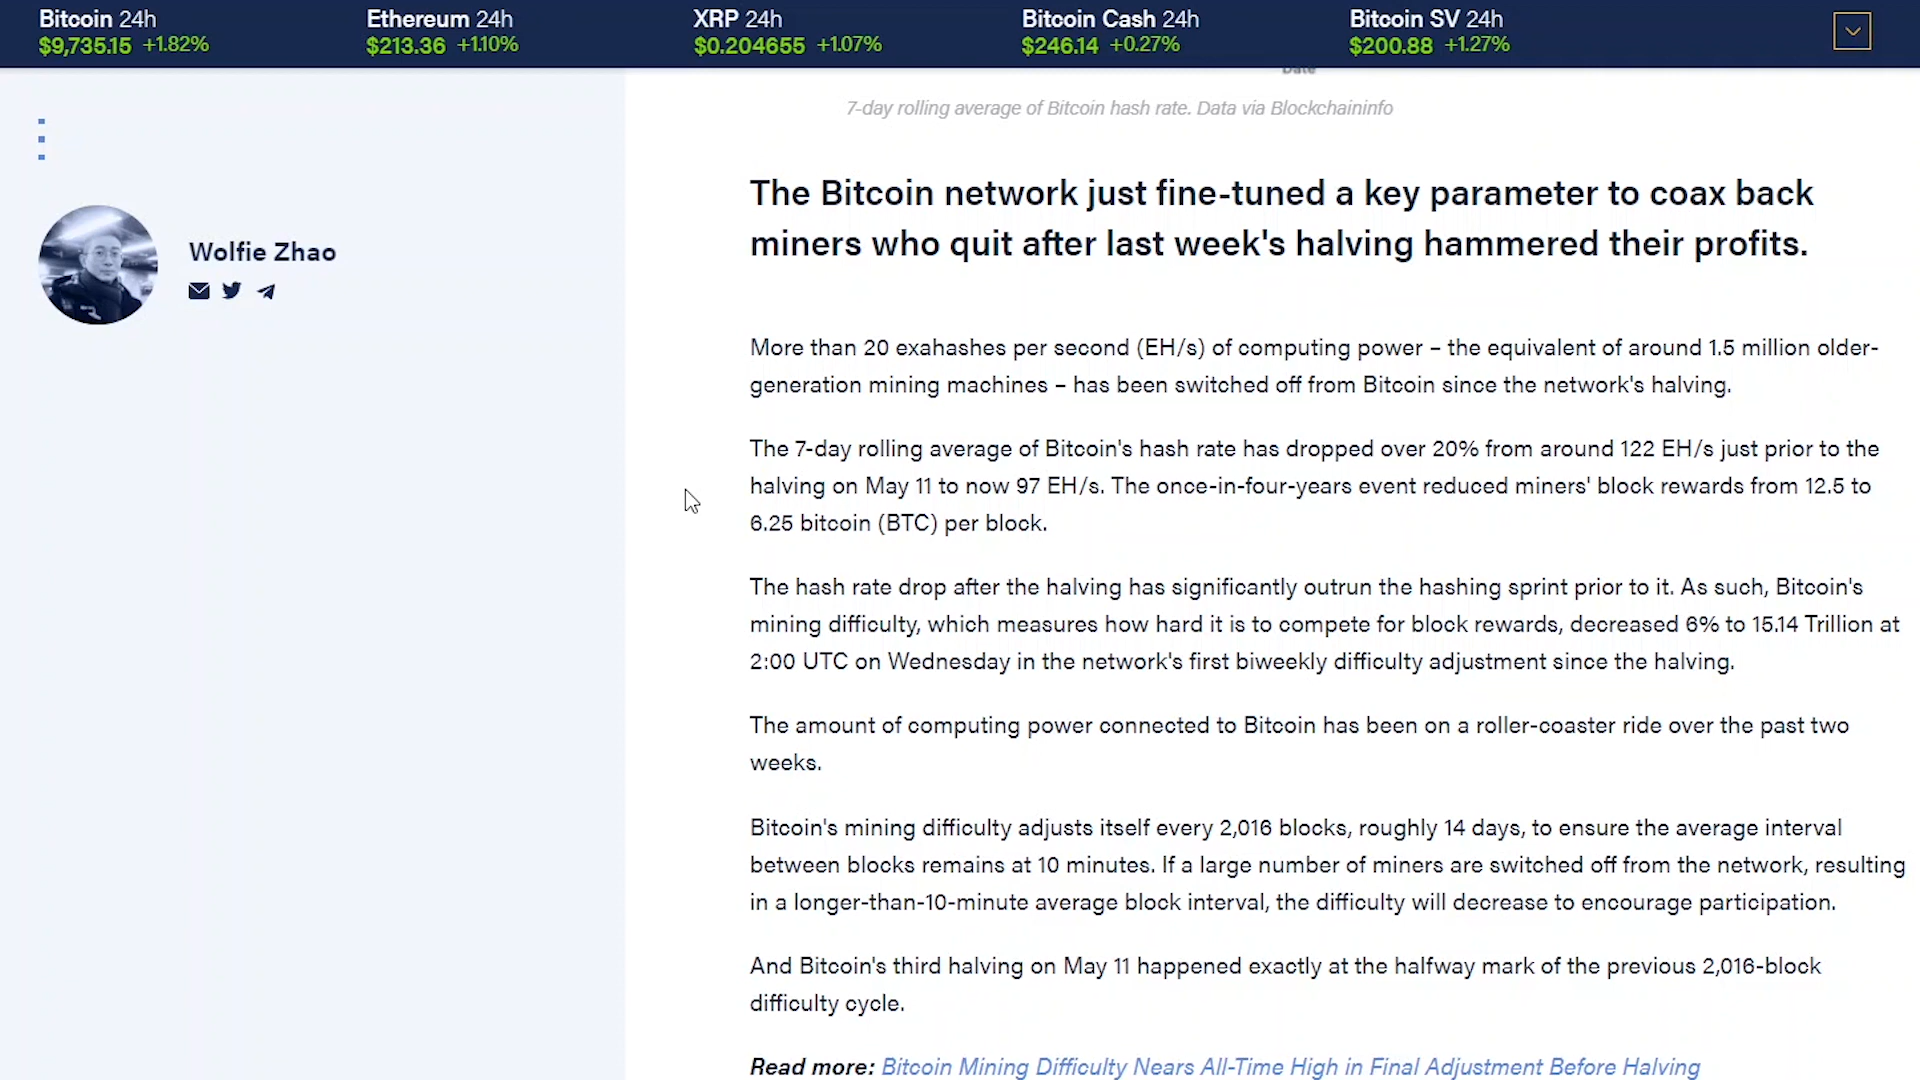 Bitcoin 24h
$9,735.15 +1.82%
Ethereum 24h
$213.36 +1.10%
XRP 24h
$0.204655 +1.07%
Bitcoin Cash 24h
$246.14 +0.27%
Bitcoin SV 24h
$200.88 +1.27%
Date
7-day rolling average of Bitcoin hash rate. Data via Blockchaininfo
Wolfie Zhao
The Bitcoin network just fine-tuned a key parameter to coax back
miners who quit after last week's halving hammered their profits.
More than 20 exahashes per second (EH/s) of computing power – the equivalent of around 1.5 million older-
generation mining machines – has been switched off from Bitcoin since the network's halving.
The 7-day rolling average of Bitcoin's hash rate has dropped over 20% from around 122 EH/s just prior to the
halving on May 11 to now 97 EH/s. The once-in-four-years event reduced miners' block rewards from 12.5 to
6.25 bitcoin (BTC) per block.
The hash rate drop after the halving has significantly outrun the hashing sprint prior to it. As such, Bitcoin's
mining difficulty, which measures how hard it is to compete for block rewards, decreased 6% to 15.14 Trillion at
2:00 UTC on Wednesday in the network's first biweekly difficulty adjustment since the halving.
The amount of computing power connected to Bitcoin has been on a roller-coaster ride over the past two
weeks.
Bitcoin's mining difficulty adjusts itself every 2,016 blocks, roughly 14 days, to ensure the average interval
between blocks remains at 10 minutes. If a large number of miners are switched off from the network, resulting
in a longer-than-10-minute average block interval, the difficulty will decrease to encourage participation.
And Bitcoin's third halving on May 11 happened exactly at the halfway mark of the previous 2,016-block
difficulty cycle.
Read more: Bitcoin Mining Difficulty Nears All-Time High in Final Adjustment Before Halving